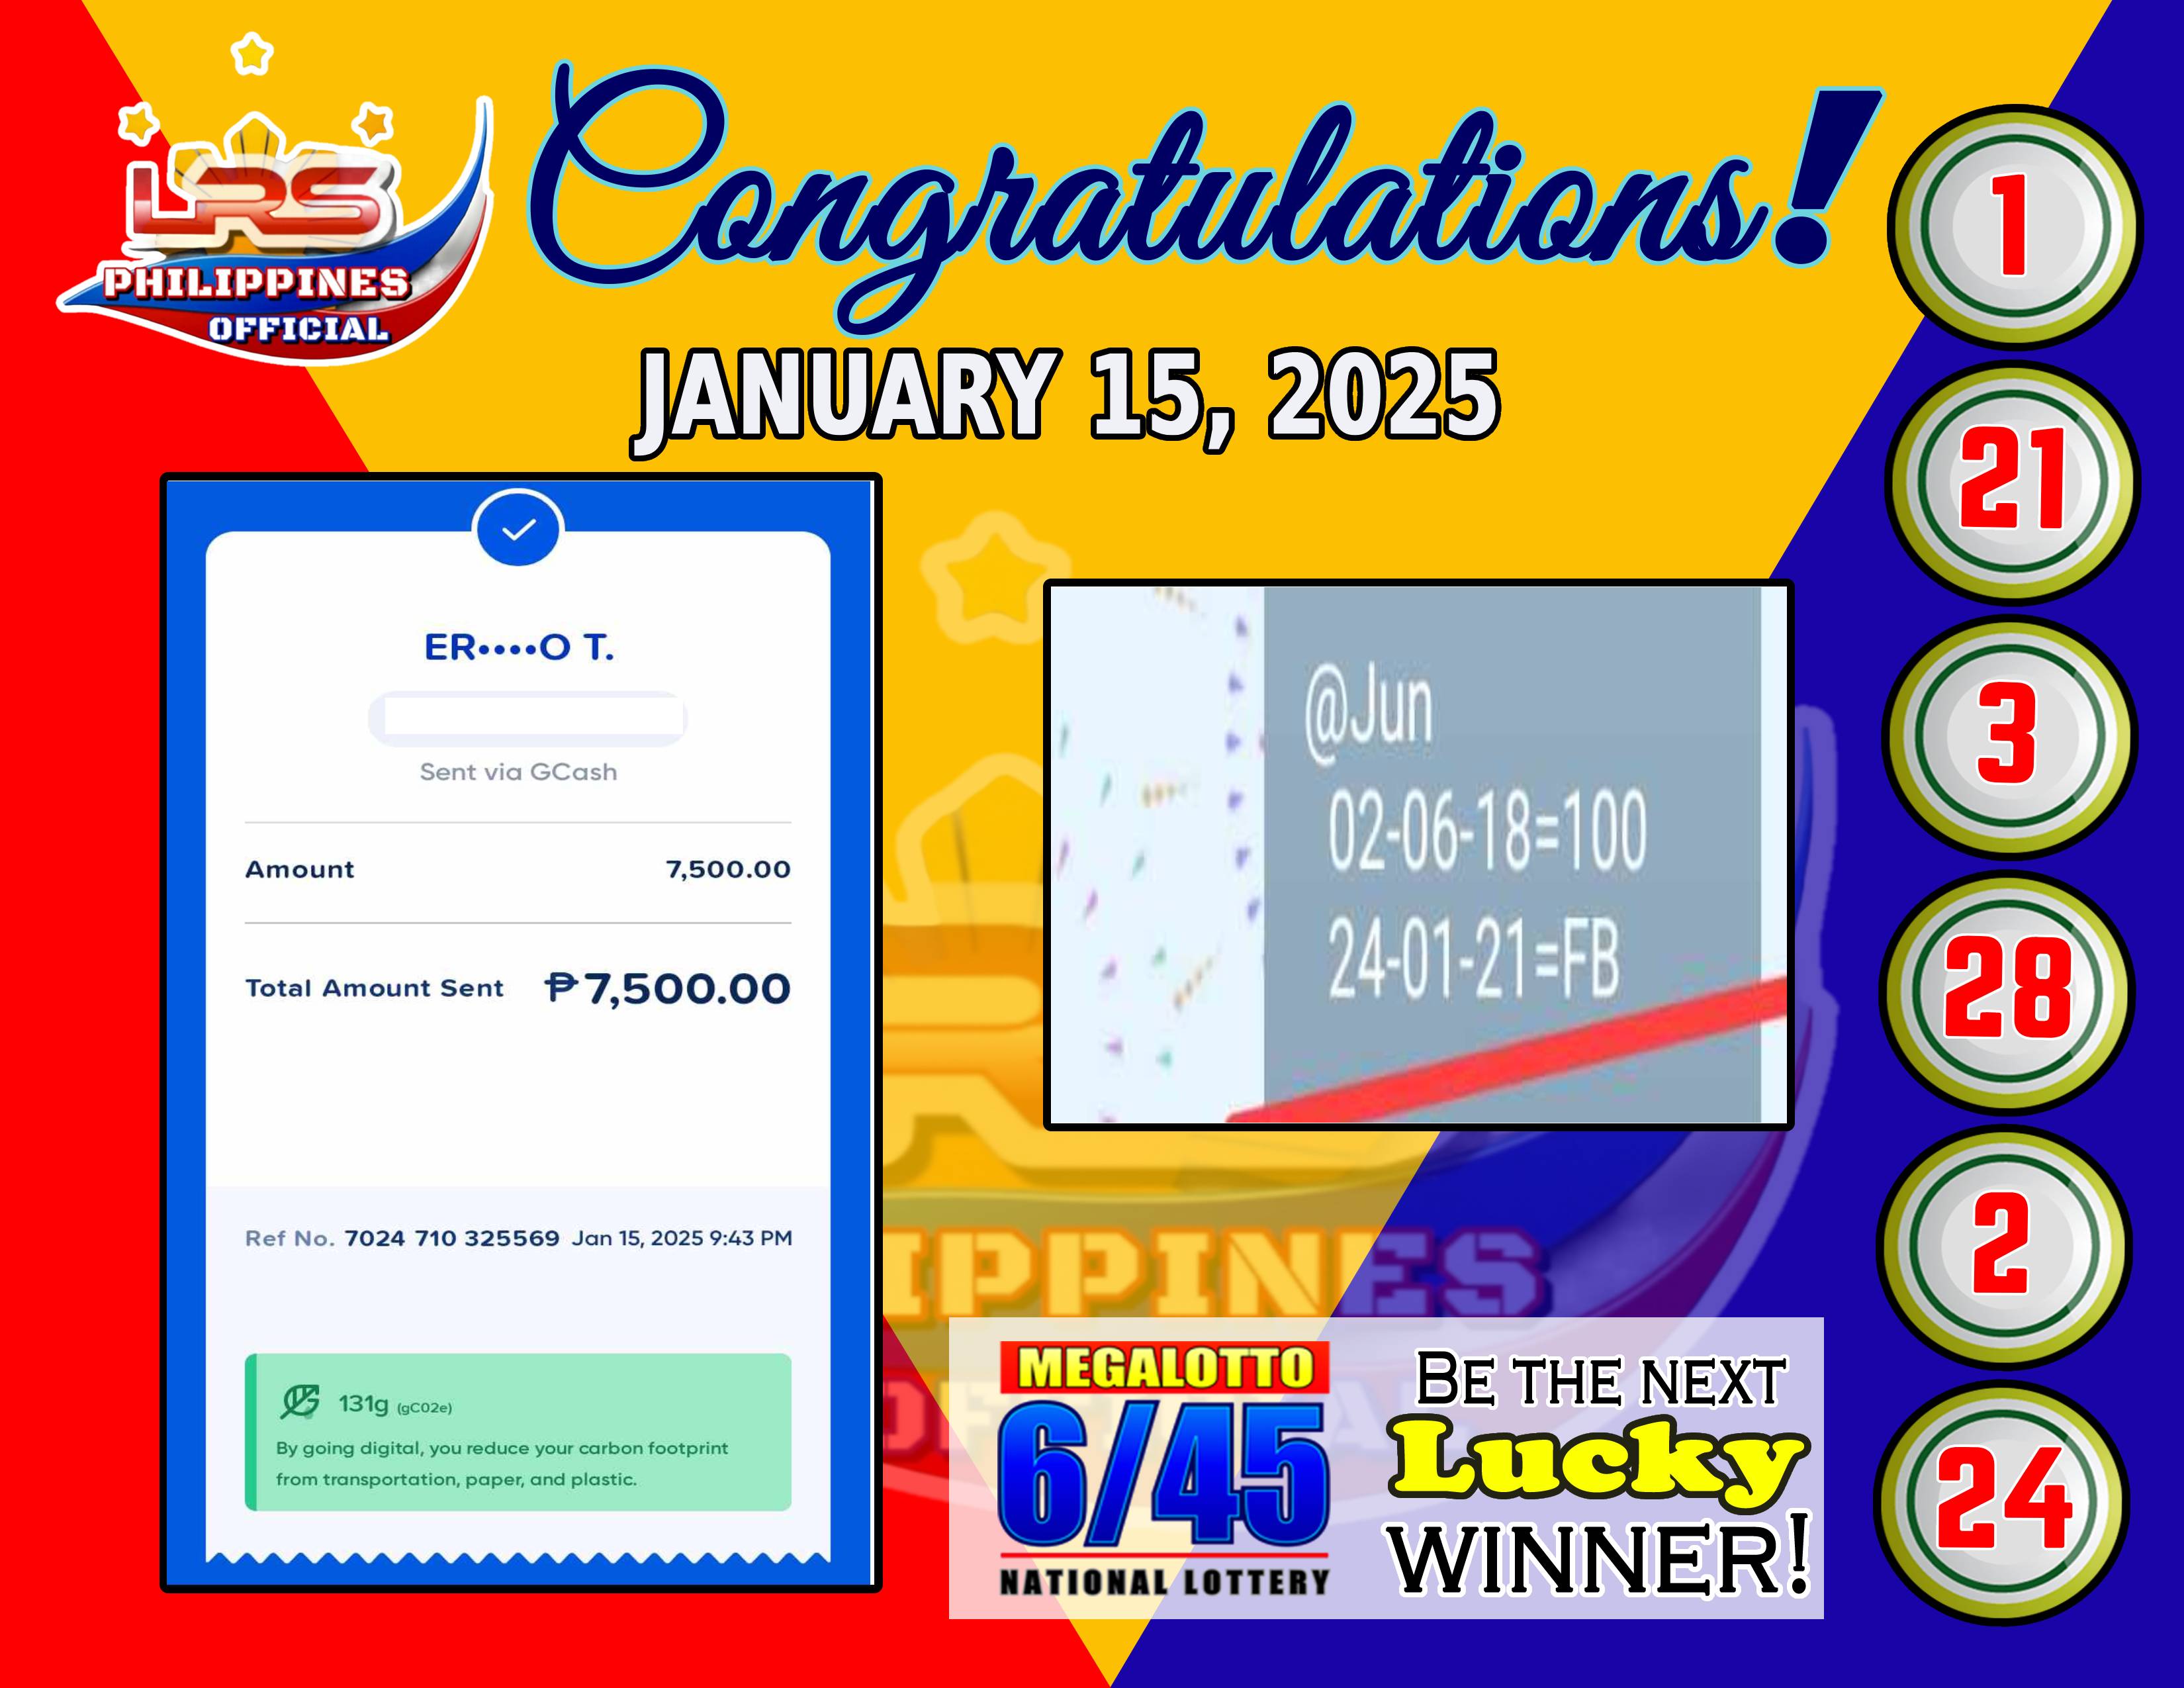 LRS
PHILIPPINES
OFFICIAL
Congratulations!
JANUARY 15, 2025
ER••••O T.
Sent via GCash
Amount 7,500.00
Total Amount Sent ₱7,500.00
Ref No. 7024 710 325569 Jan 15, 2025 9:43 PM
131g (gCO2e)
By going digital, you reduce your carbon footprint
from transportation, paper, and plastic.
@Jun
02-06-18=100
24-01-21=FB
MEGALOTTO
6/45
NATIONAL LOTTERY
BE THE NEXT
Lucky
WINNER!
1
21
3
28
2
24